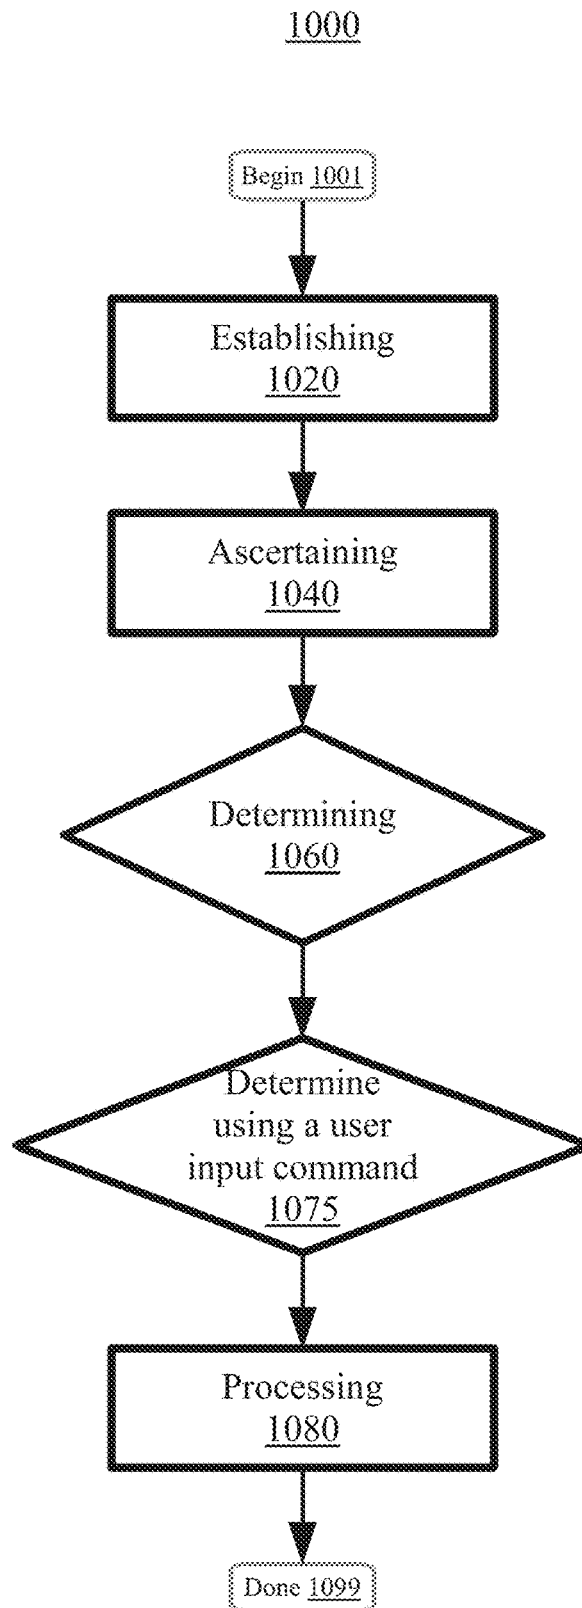 1000
Begin 1001
Establishing
1020
Ascertaining
1040
Determining
1060
Determine
using a user
input command
1075
Processing
1080
Done 1099